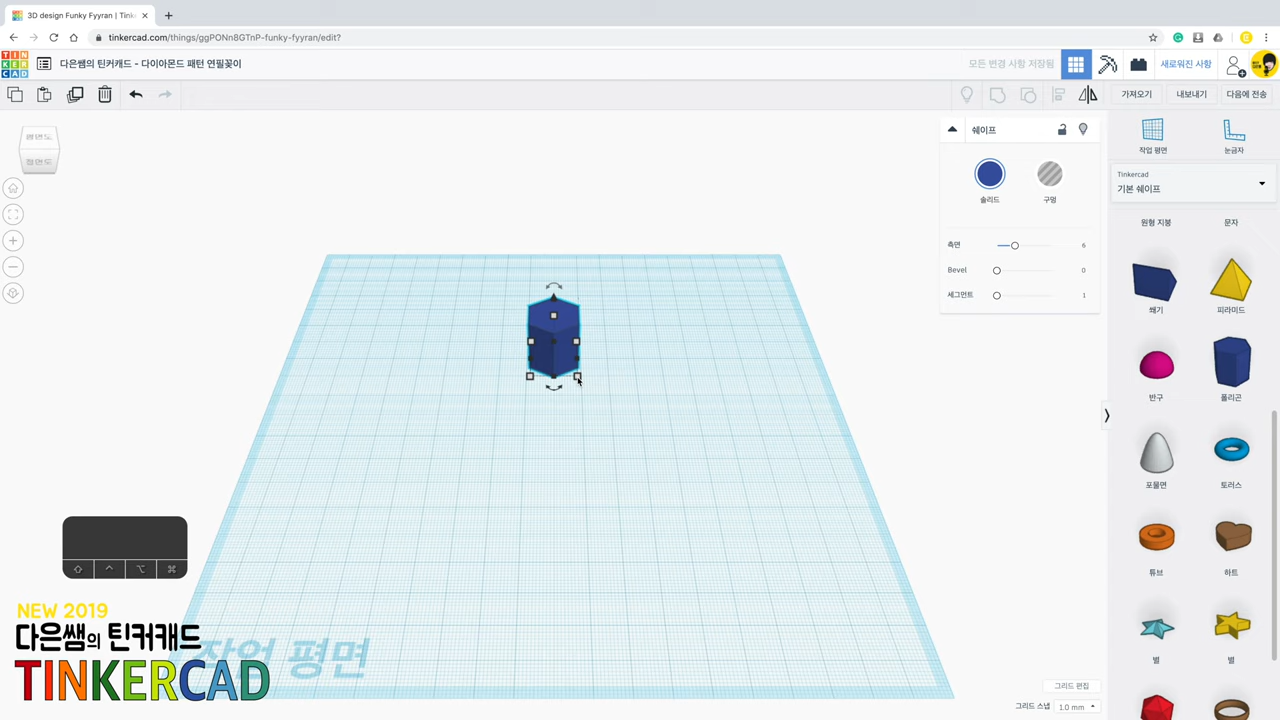 3D design Funky Fyyran | Tinke
tinkercad.com/things/ggPONn8GTnP-funky-fyyran/edit?
TIN
KER
CAD
다은쌤의 틴커캐드 - 다이아몬드 패턴 연필꽂이
모든 변경 사항 저장됨
새로워진 사항
가져오기
내보내기
다음에 전송
평면도
쉐이프
솔리드
구멍
측면
6
Bevel
0
세그먼트
1
작업 평면
눈금자
Tinkercad
기본 쉐이프
원형 지붕
문자
쐐기
피라미드
반구
폴리곤
포물면
토러스
튜브
하트
별
별
작업 평면
그리드 편집
그리드 스냅
1.0 mm
NEW 2019
다은쌤의 틴커캐드
TINKERCAD